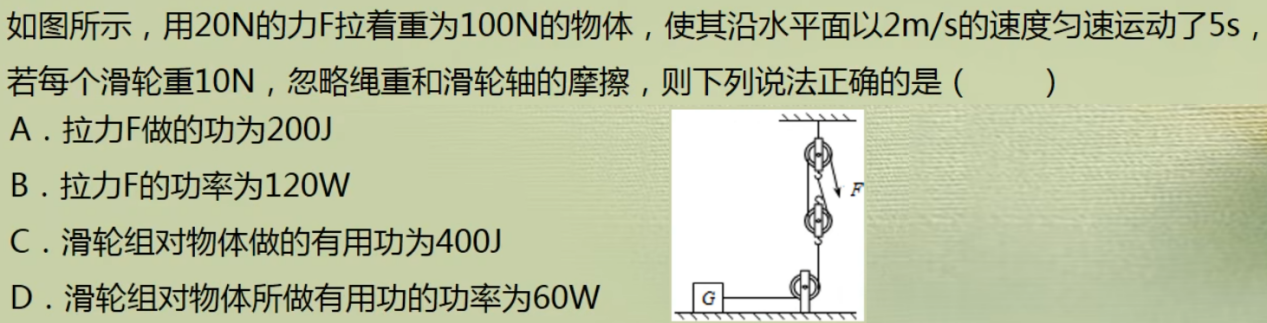 如图所示，用20N的力F拉着重为100N的物体，使其沿水平面以2m/s的速度匀速运动了5s，
若每个滑轮重10N，忽略绳重和滑轮轴的摩擦，则下列说法正确的是（　　）
A．拉力F做的功为200J
B．拉力F的功率为120W
C．滑轮组对物体做的有用功为400J
D．滑轮组对物体所做有用功的功率为60W
F
G